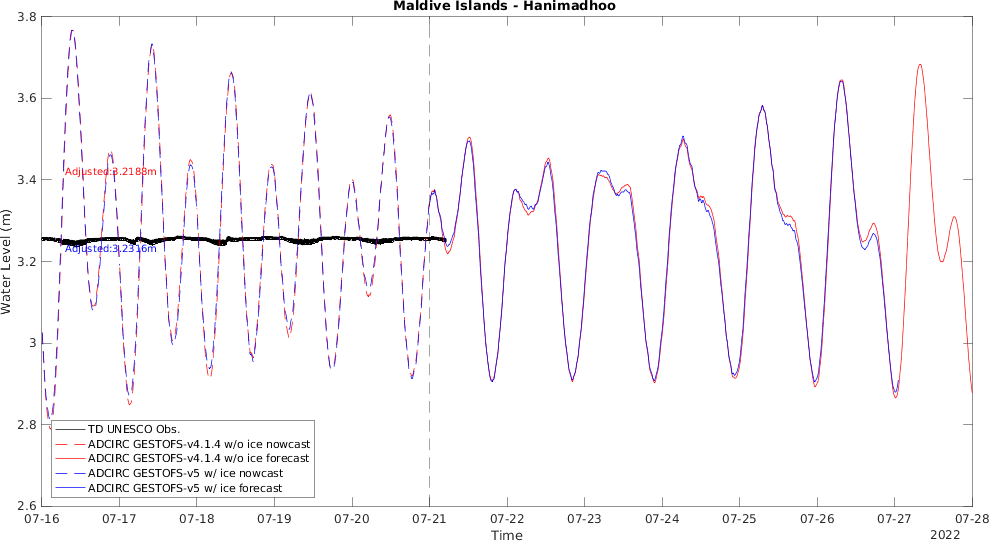 Maldive Islands - Hanimadhoo
3.8
3.6
3.4
3.2
3
2.8
2.6
Water Level (m)
Adjusted:3.2188m
Adjusted:3.2316m
TD UNESCO Obs.
ADCIRC GESTOFS-v4.1.4 w/o ice nowcast
ADCIRC GESTOFS-v4.1.4 w/o ice forecast
ADCIRC GESTOFS-v5 w/ ice nowcast
ADCIRC GESTOFS-v5 w/ ice forecast
07-16 07-17 07-18 07-19 07-20 07-21 07-22 07-23 07-24 07-25 07-26 07-27 07-28
Time
2022